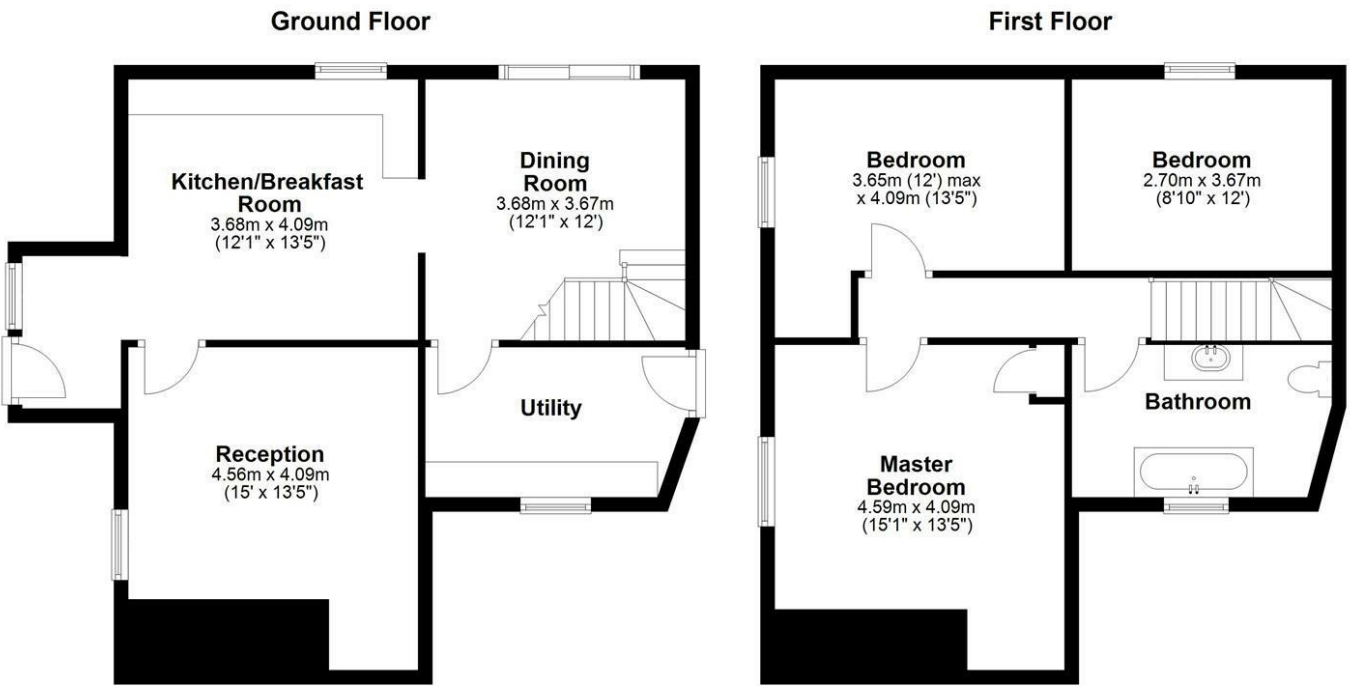 Ground Floor
Kitchen/Breakfast
Room
3.68m x 4.09m
(12'1" x 13'5")
Dining
Room
3.68m x 3.67m
(12'1" x 12')
Reception
4.56m x 4.09m
(15' x 13'5")
Utility
First Floor
Bedroom
3.65m (12') max
x 4.09m (13'5")
Bedroom
2.70m x 3.67m
(8'10" x 12')
Master
Bedroom
4.59m x 4.09m
(15'1" x 13'5")
Bathroom